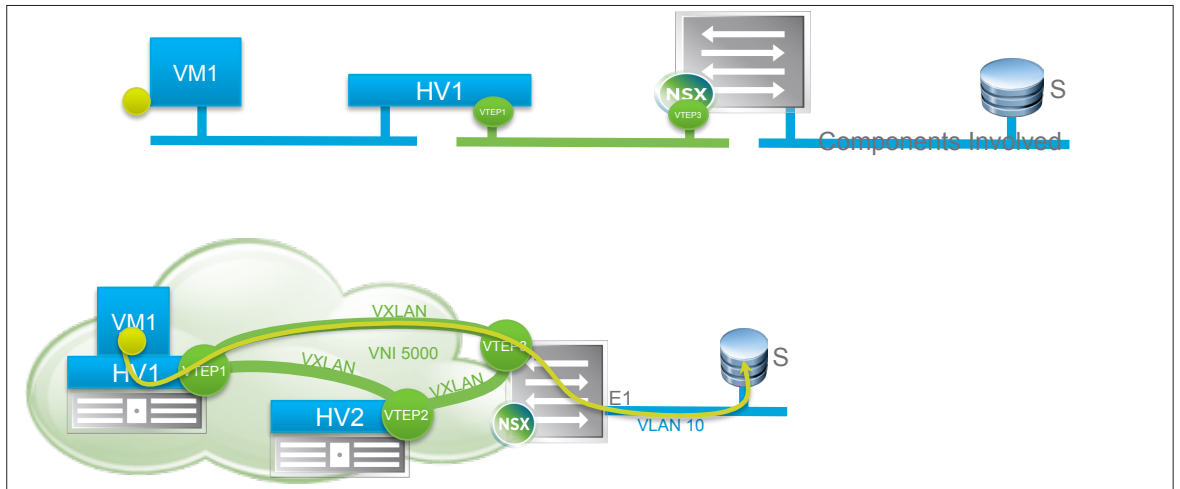 VM1
HV1
VTEP1
NSX
VTEP3
S
Components Involved
VM1
HV1
VTEP1
VXLAN
VNI 5000
VXLAN
VXLAN
VTEP3
HV2
VTEP2
NSX
E1
VLAN 10
S